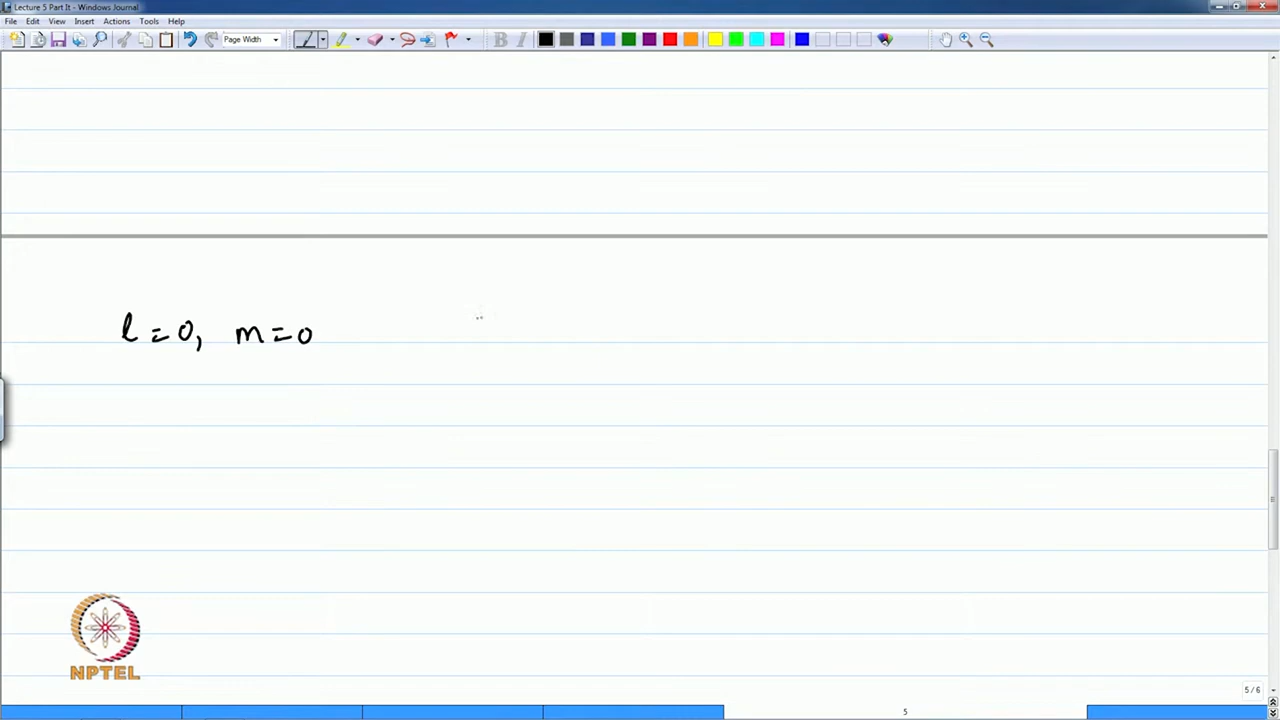 Lecture 5 Part It - Windows Journal
File Edit View Insert Actions Tools Help
Page Width
l = 0, m = 0
NPTEL
5 / 6
5